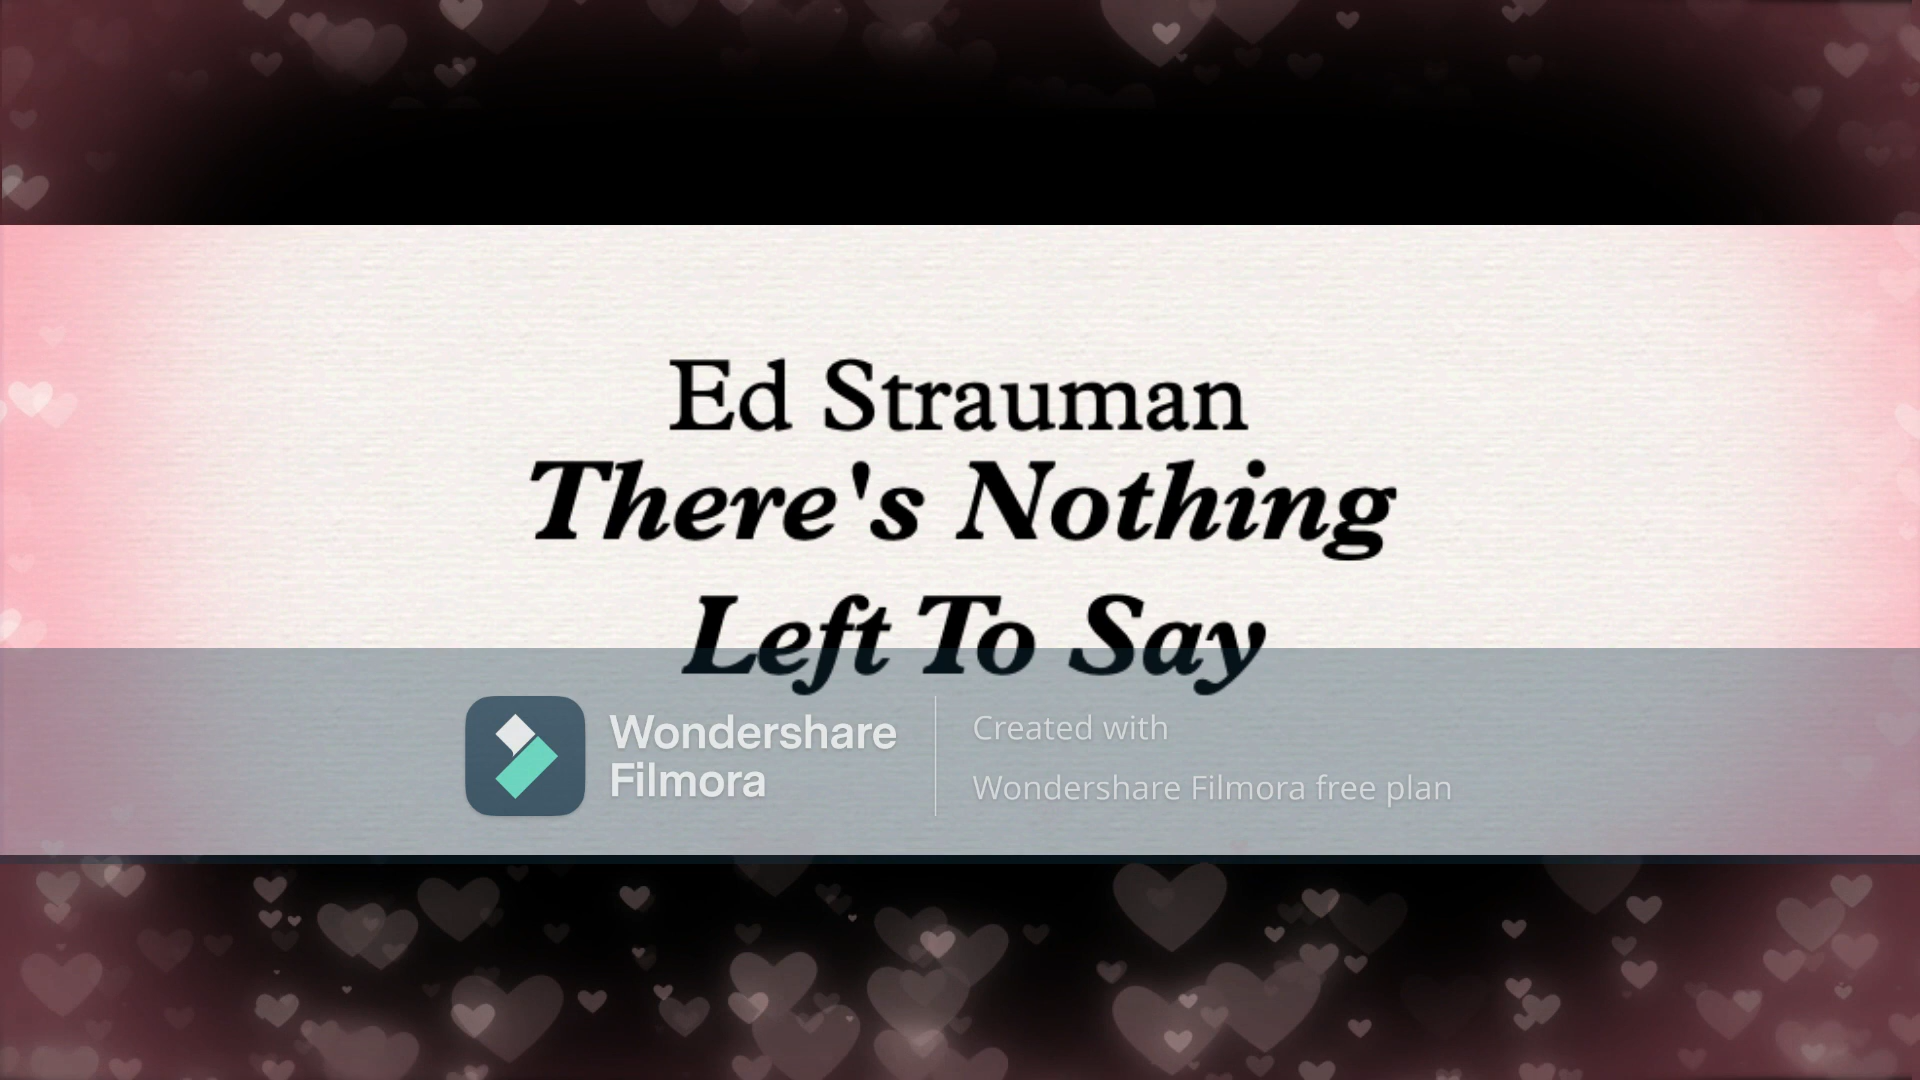 Ed Strauman
There's Nothing
Left To Say
Wondershare
Filmora
Created with
Wondershare Filmora free plan